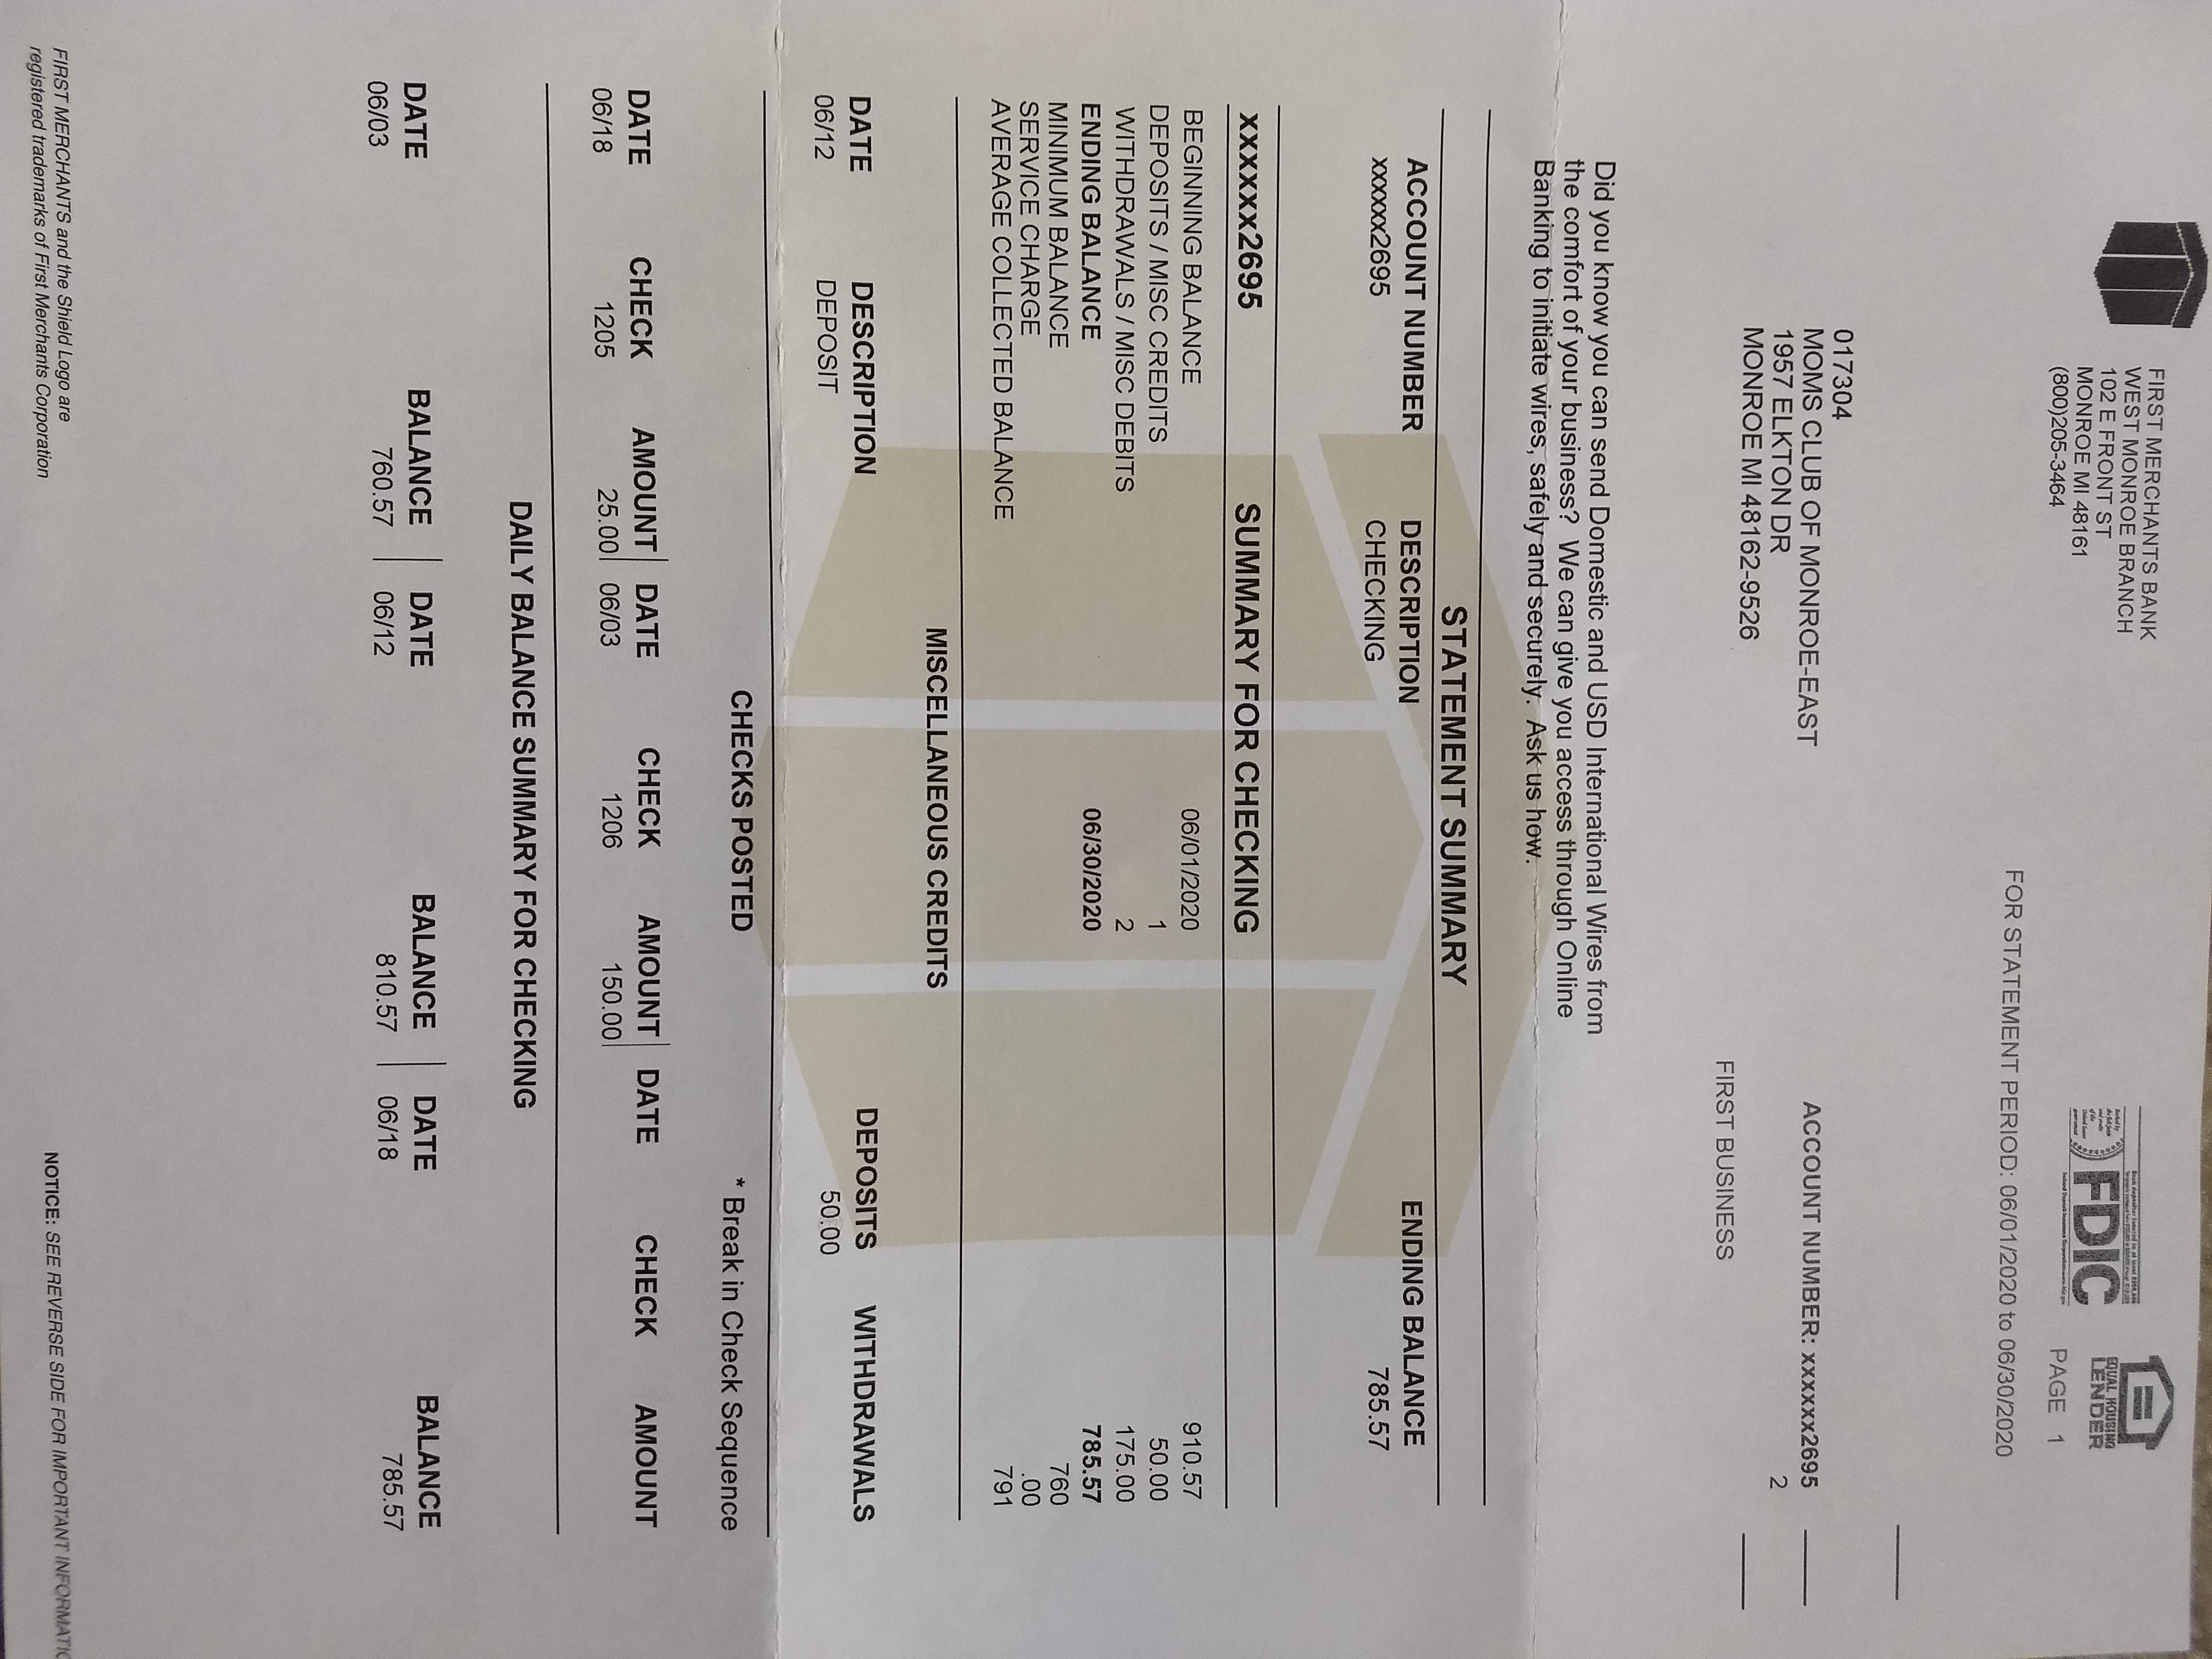 FIRST MERCHANTS BANK
WEST MONROE BRANCH
102 E FRONT ST
MONROE MI 48161
(800)205-3464
FDIC
EQUAL HOUSING
LENDER
PAGE 1
FOR STATEMENT PERIOD: 06/01/2020 to 06/30/2020
017304
MOMS CLUB OF MONROE-EAST
1957 ELKTON DR
MONROE MI 48162-9526
ACCOUNT NUMBER: xxxxxx2695
2
FIRST BUSINESS
Did you know you can send Domestic and USD International Wires from
the comfort of your business? We can give you access through Online
Banking to initiate wires, safely and securely. Ask us how.
STATEMENT SUMMARY
ACCOUNT NUMBER DESCRIPTION ENDING BALANCE
xxxxxx2695 CHECKING 785.57
xxxxxx2695 SUMMARY FOR CHECKING
BEGINNING BALANCE 06/01/2020 910.57
DEPOSITS / MISC CREDITS 1 50.00
WITHDRAWALS / MISC DEBITS 2 175.00
ENDING BALANCE 06/30/2020 785.57
MINIMUM BALANCE 760
SERVICE CHARGE .00
AVERAGE COLLECTED BALANCE 791
MISCELLANEOUS CREDITS
DATE DESCRIPTION DEPOSITS WITHDRAWALS
06/12 DEPOSIT 50.00
CHECKS POSTED
* Break in Check Sequence
DATE CHECK AMOUNT | DATE CHECK AMOUNT | DATE CHECK AMOUNT
06/18 1205 25.00 | 06/03 1206 150.00 |
DAILY BALANCE SUMMARY FOR CHECKING
DATE BALANCE | DATE BALANCE | DATE BALANCE
06/03 760.57 | 06/12 810.57 | 06/18 785.57
FIRST MERCHANTS and the Shield Logo are
registered trademarks of First Merchants Corporation
NOTICE: SEE REVERSE SIDE FOR IMPORTANT